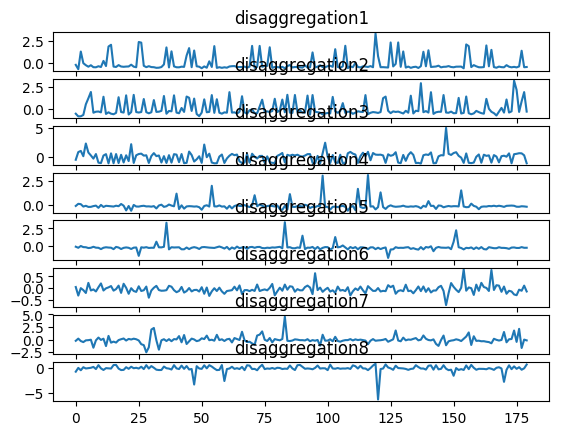 disaggregation1
2.5
0.0
disaggregation2
2.5
0.0
disaggregation3
5
0
disaggregation4
2.5
0.0
disaggregation5
2.5
0.0
disaggregation6
0.5
0.0
−0.5
disaggregation7
5.0
2.5
0.0
−2.5
disaggregation8
0
−5
0 25 50 75 100 125 150 175